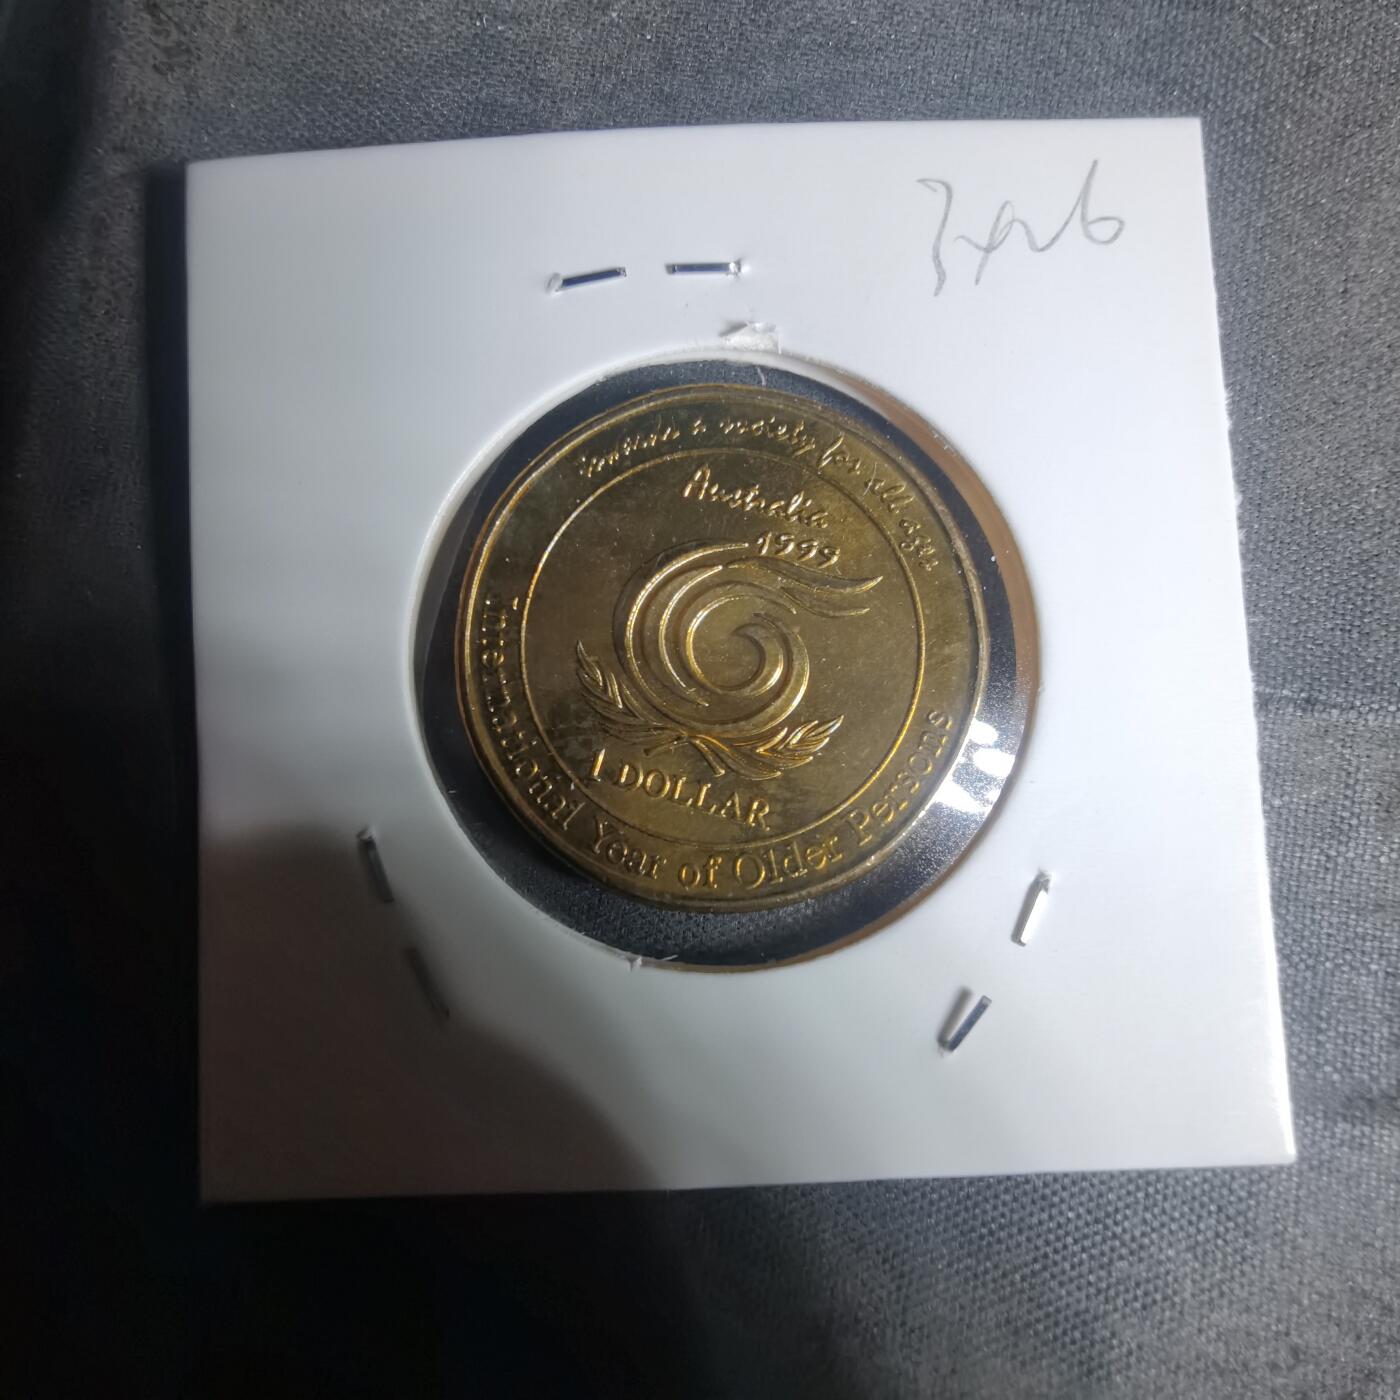 towards a society for all ages
Australia
1999
1 DOLLAR
International Year of Older Persons